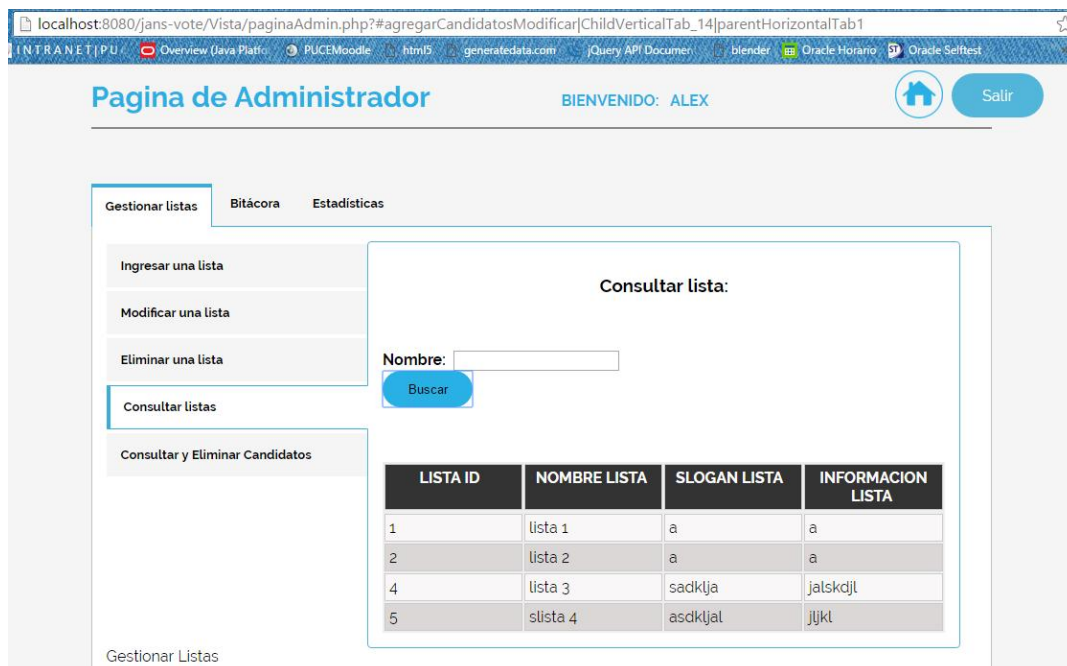 localhost:8080/jans-vote/Vista/paginaAdmin.php?#agregarCandidatosModificar|ChildVerticalTab_14|parentHorizontalTab1
INTRANET|PU Overview (Java Platfo PUCEMoodle html5 generatedata.com jQuery API Documen blender Oracle Horario Oracle Selftest
Pagina de Administrador BIENVENIDO: ALEX Salir
Gestionar listas Bitácora Estadísticas
Ingresar una lista
Consultar lista:
Modificar una lista
Eliminar una lista
Nombre:
Buscar
Consultar listas
Consultar y Eliminar Candidatos
LISTA ID NOMBRE LISTA SLOGAN LISTA INFORMACION
LISTA
1 lista 1 a a
2 lista 2 a a
4 lista 3 sadklja jalskdjl
5 slista 4 asdkljal jljkl
Gestionar Listas